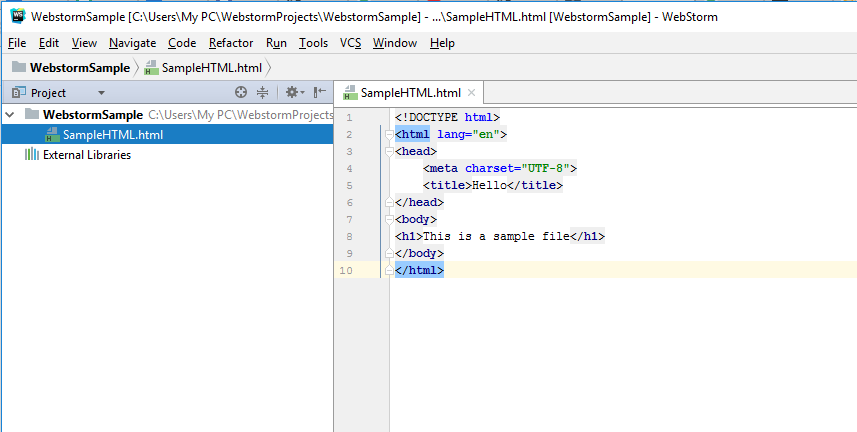 WebstormSample [C:\Users\My PC\WebstormProjects\WebstormSample] - ...\SampleHTML.html [WebstormSample] - WebStorm
File Edit View Navigate Code Refactor Run Tools VCS Window Help
WebstormSample SampleHTML.html
Project
SampleHTML.html
WebstormSample C:\Users\My PC\WebstormProjects
SampleHTML.html
External Libraries
1 <!DOCTYPE html>
2 <html lang="en">
3 <head>
4     <meta charset="UTF-8">
5     <title>Hello</title>
6 </head>
7 <body>
8 <h1>This is a sample file</h1>
9 </body>
10 </html>